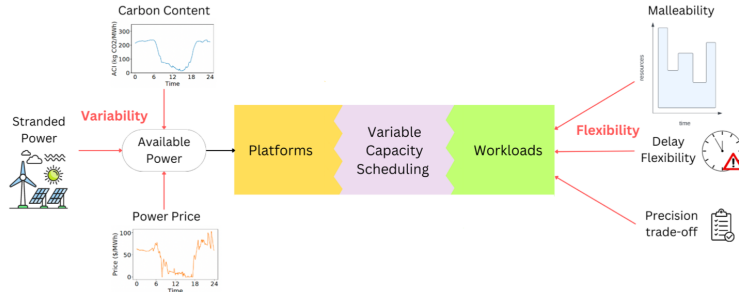 Carbon Content
ACI (kg CO2/MWh)
300
200
100
0
0 6 12 18 24
Time
Variability
Stranded
Power
Available
Power
Power Price
Price ($/MWh)
100
50
0
0 6 12 18 24
Time
Platforms
Variable
Capacity
Scheduling
Workloads
Malleability
resources
time
Flexibility
Delay
Flexibility
Precision
trade-off